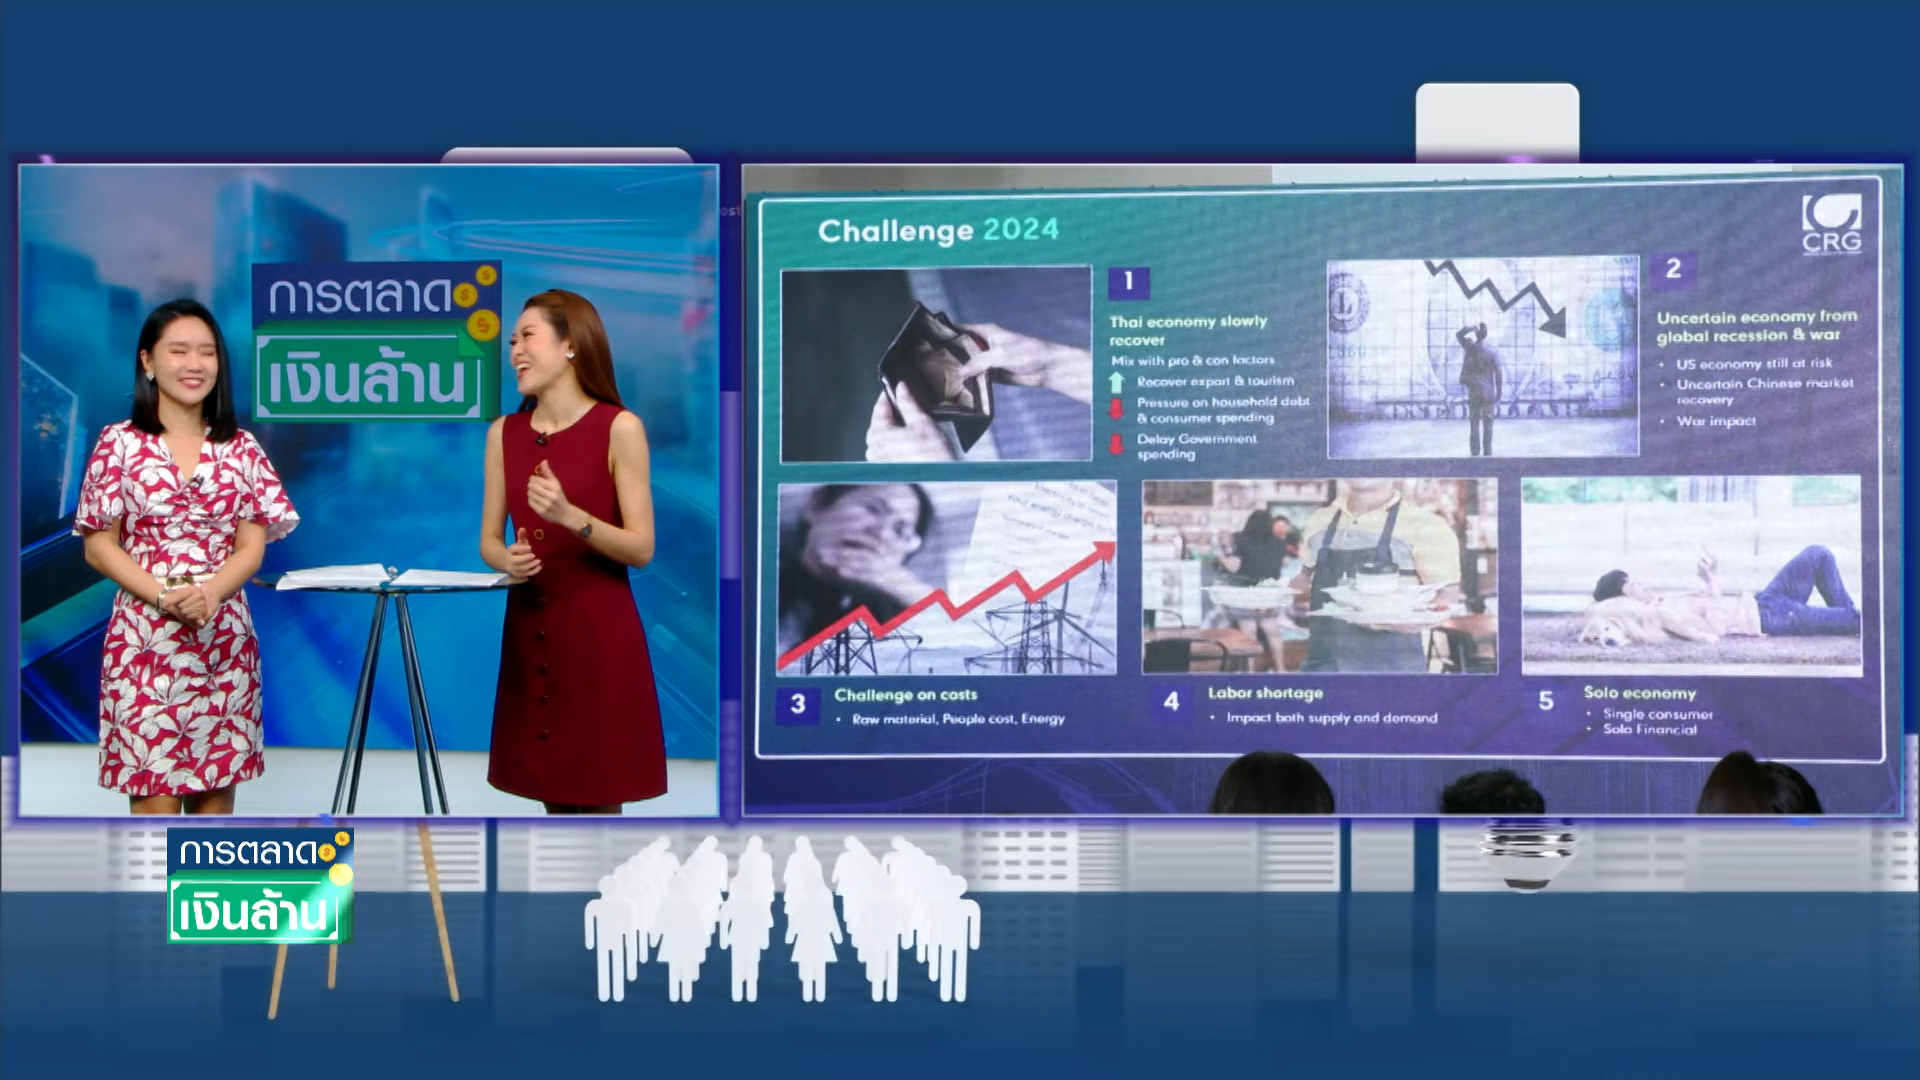 การตลาด
เงินล้าน
Challenge 2024
CRG
1
Thai economy slowly
recover
Mix with pro & con factors
Recover export & tourism
Pressure on household debt
& consumer spending
Delay Government
spending
2
Uncertain economy from
global recession & war
• US economy still at risk
• Uncertain Chinese market
recovery
• War impact
3
Challenge on costs
• Raw material, People cost, Energy
4
Labor shortage
• Impact both supply and demand
5
Solo economy
• Single consumer
• Solo Financial
การตลาด
เงินล้าน